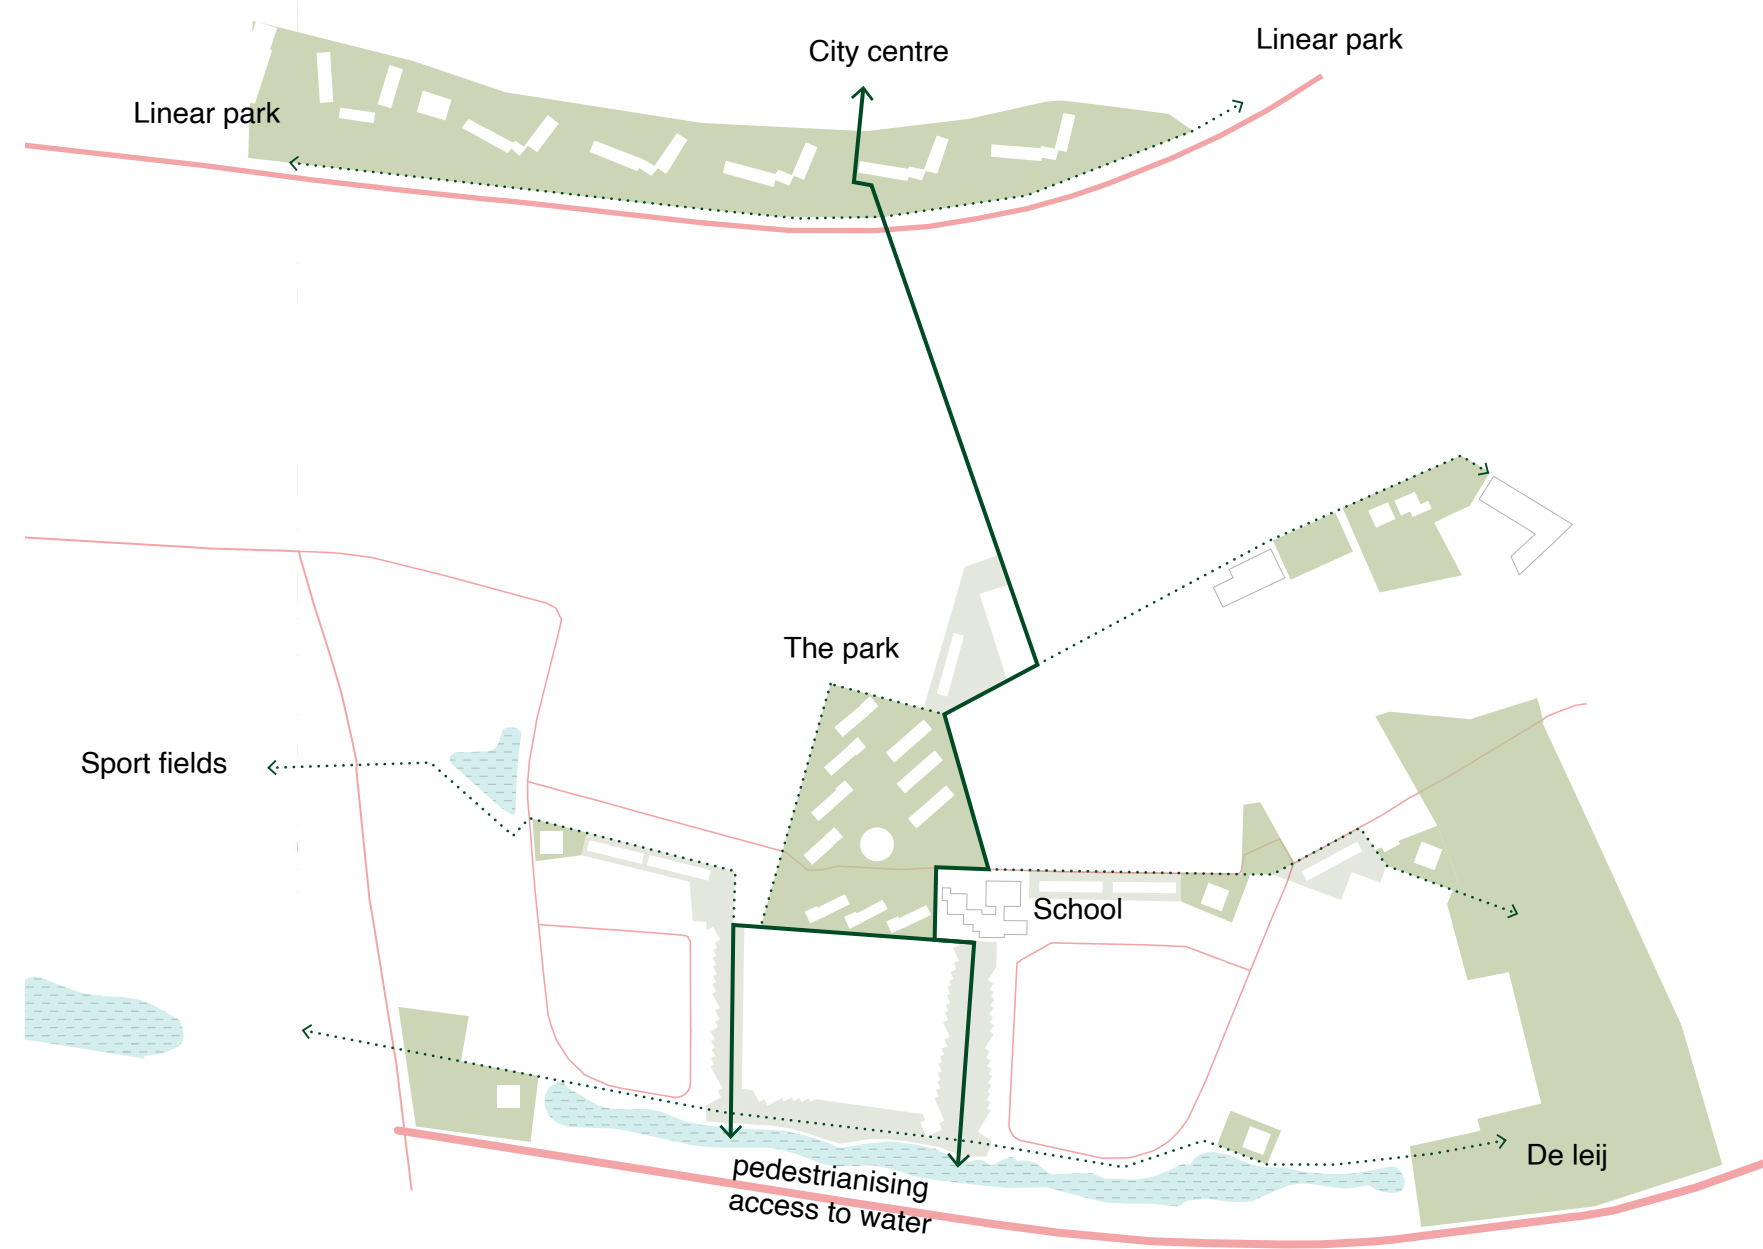 Linear park
City centre
Linear park
The park
Sport fields
School
De leij
pedestrianising
access to water